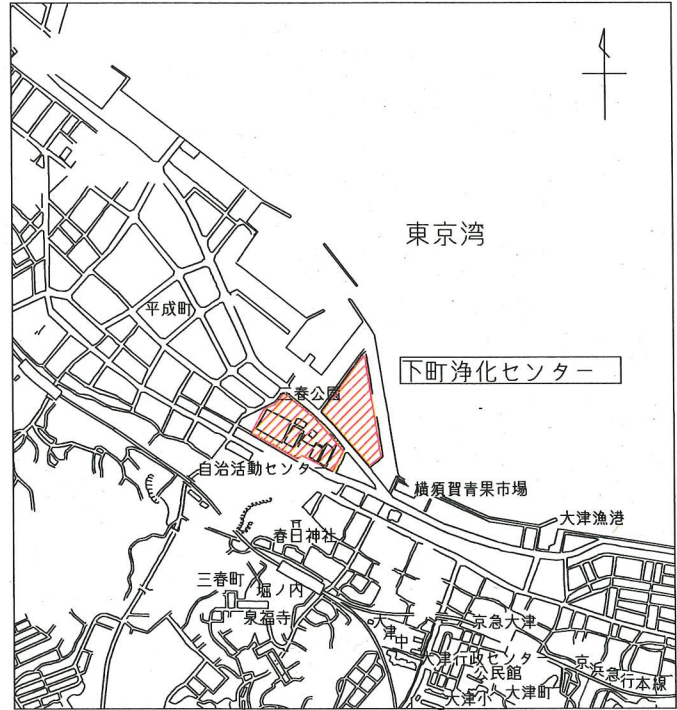 東京湾
平成町
下町浄化センター
三春公園
自治活動センター
横須賀青果市場
大津漁港
春日神社
三春町
堀ノ内
泉福寺
大津中
京急大津
大津行政センター
公民館
京浜急行本線
大津小
大津町